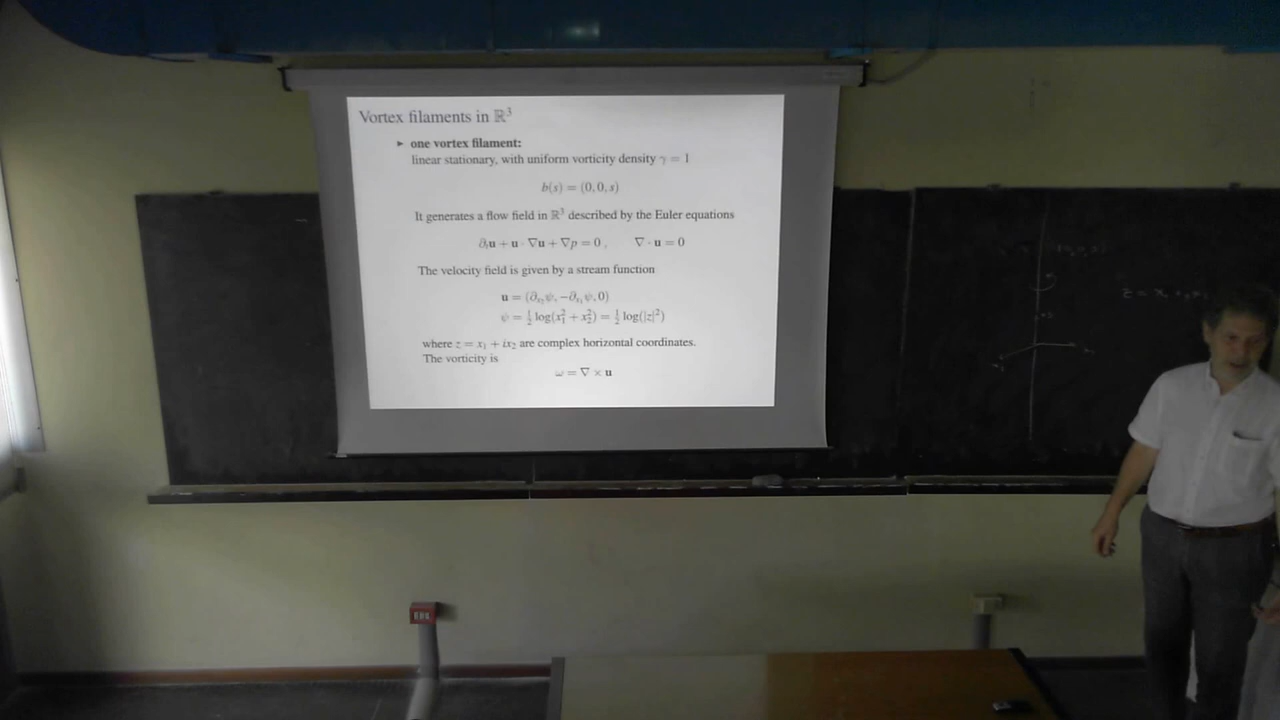 Vortex filaments in ℝ³
▸ one vortex filament:
linear stationary, with uniform vorticity density γ = 1
b(s) = (0, 0, s)
It generates a flow field in ℝ³ described by the Euler equations
∂ₜu + u · ∇u + ∇p = 0 , ∇ · u = 0
The velocity field is given by a stream function
u = (∂ₓ₂ψ, −∂ₓ₁ψ, 0)
ψ = ½ log(x₁² + x₂²) = ½ log(|z|²)
where z = x₁ + ix₂ are complex horizontal coordinates.
The vorticity is
ω = ∇ × u